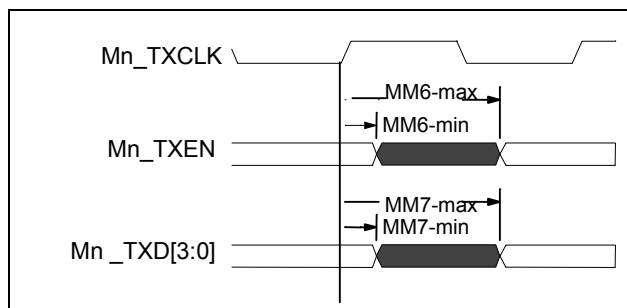 Mn_TXCLK
MM6-max
MM6-min
Mn_TXEN
MM7-max
MM7-min
Mn _TXD[3:0]